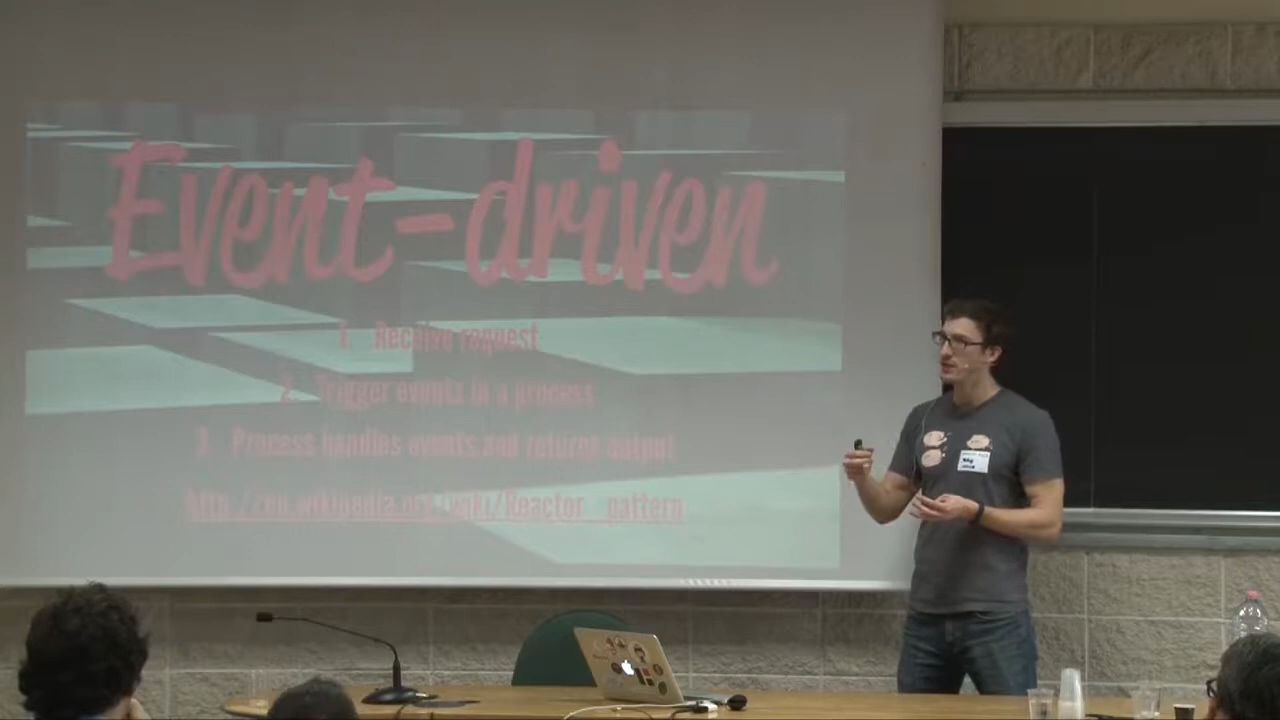 Event-driven
1. Receive request
2. Trigger events in a process
3. Process handles events and returns output
http://en.wikipedia.org/wiki/Reactor_pattern